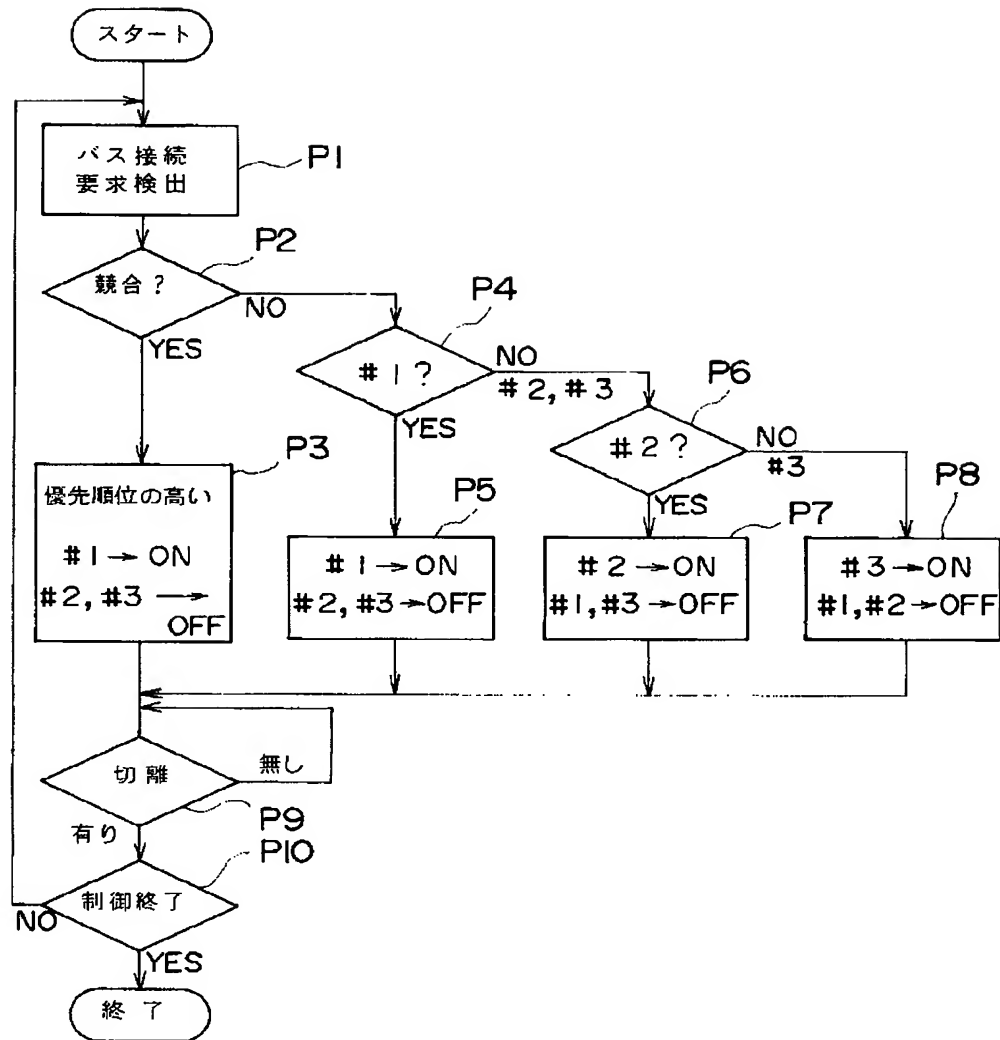 スタート
バス接続
要求検出
P1
P2
競合?
NO
YES
P4
#1?
NO
#2,#3
YES
P6
#2?
NO
#3
YES
P3
優先順位の高い
#1→ON
#2,#3→
OFF
P5
#1→ON
#2,#3→OFF
P7
#2→ON
#1,#3→OFF
P8
#3→ON
#1,#2→OFF
切離
無し
P9
有り
P10
制御終了
NO
YES
終了